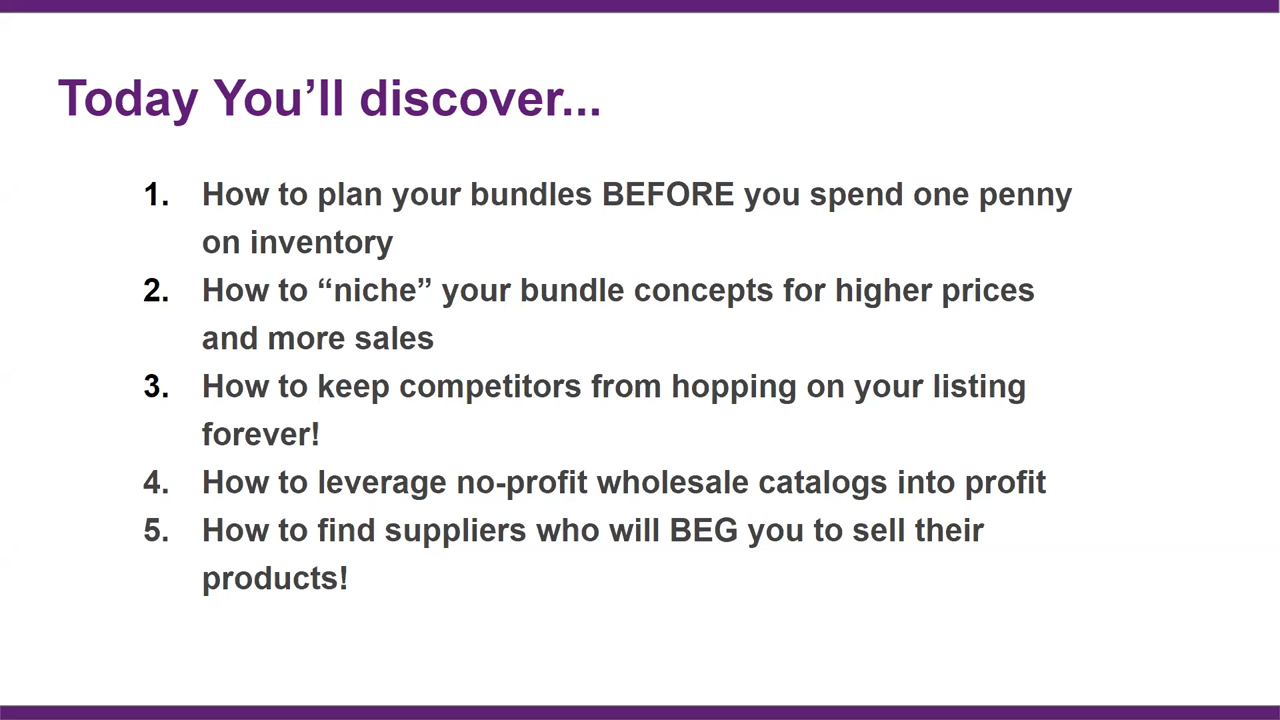 Today You’ll discover...
1. How to plan your bundles BEFORE you spend one penny
on inventory
2. How to “niche” your bundle concepts for higher prices
and more sales
3. How to keep competitors from hopping on your listing
forever!
4. How to leverage no-profit wholesale catalogs into profit
5. How to find suppliers who will BEG you to sell their
products!